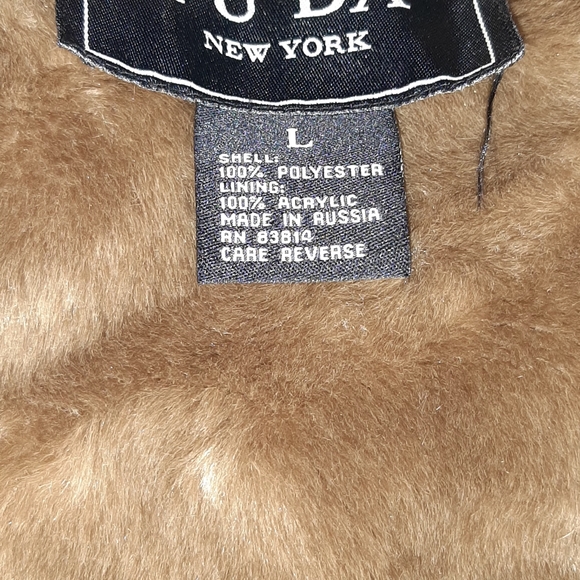 NEW YORK
L
SHELL:
100% POLYESTER
LINING:
100% ACRYLIC
MADE IN RUSSIA
RN 83814
CARE REVERSE